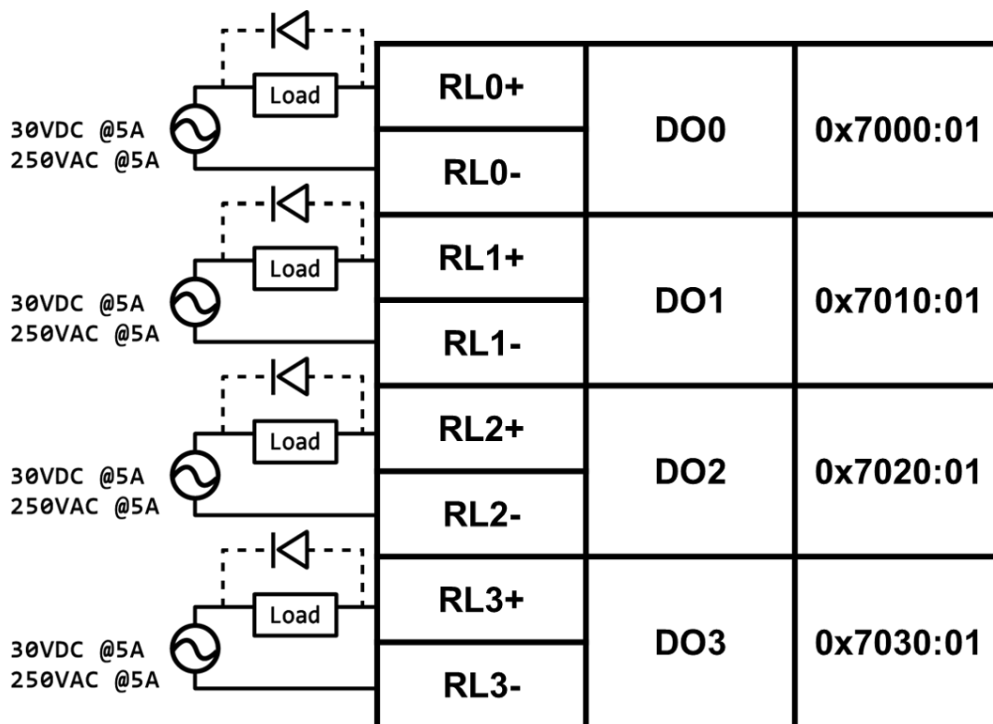 Load
RL0+
30VDC @5A
250VAC @5A
DO0
0x7000:01
RL0-
Load
RL1+
30VDC @5A
250VAC @5A
DO1
0x7010:01
RL1-
Load
RL2+
30VDC @5A
250VAC @5A
DO2
0x7020:01
RL2-
Load
RL3+
30VDC @5A
250VAC @5A
DO3
0x7030:01
RL3-